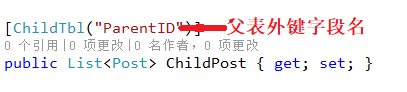 [ChildTbl("ParentID")] 父表外键字段名
0 个引用|0 项更改|0 名作者，0 项更改
public List<Post> ChildPost { get; set; }